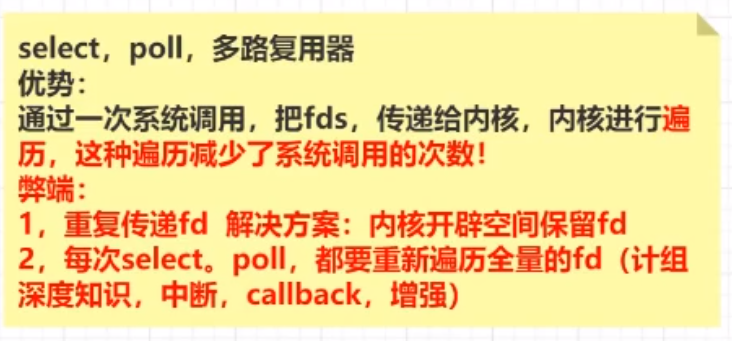 select，poll，多路复用器
优势：
通过一次系统调用，把fds，传递给内核，内核进行遍
历，这种遍历减少了系统调用的次数！
弊端：
1，重复传递fd  解决方案：内核开辟空间保留fd
2，每次select。poll，都要重新遍历全量的fd（计组
深度知识，中断，callback，增强）